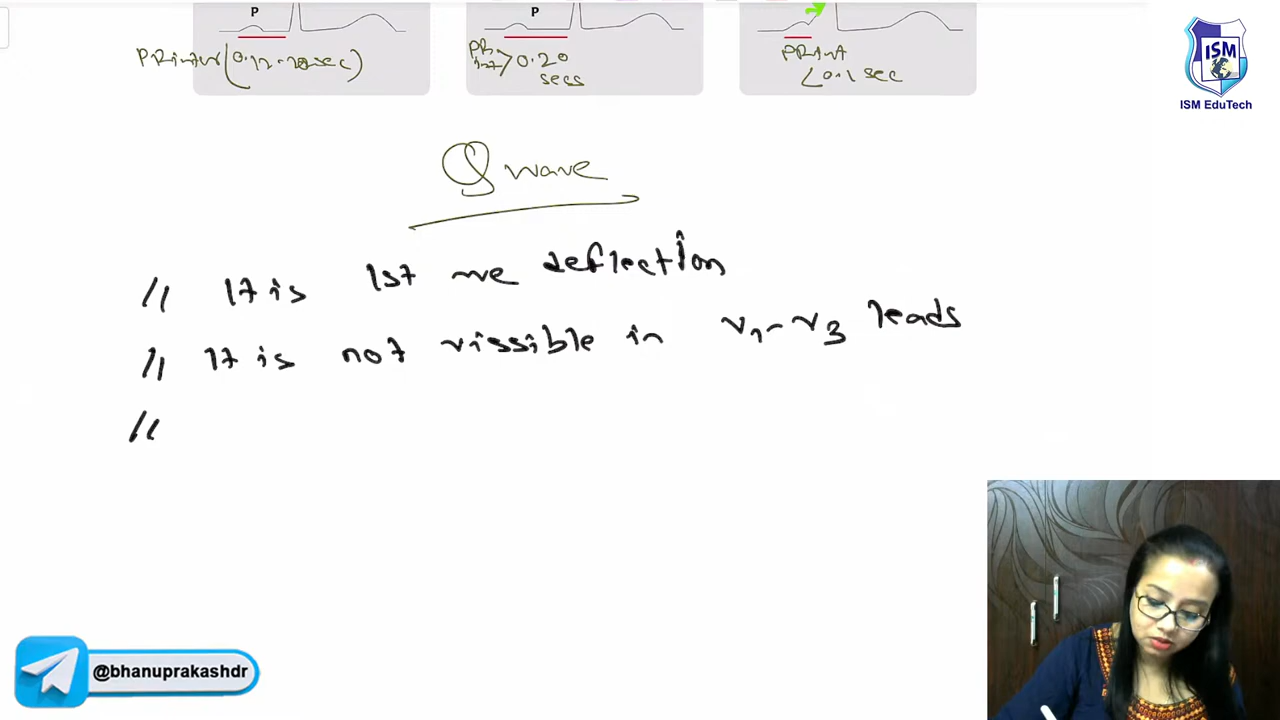 P
P
PR int
(0.12-.20 sec)
PR int > 0.20 secs
PR int
< 0.1 sec
ISM
ISM EduTech
Q wave
// It is 1st -ve deflection
// It is not vissible in v1-v3 leads
//
@bhanuprakashdr